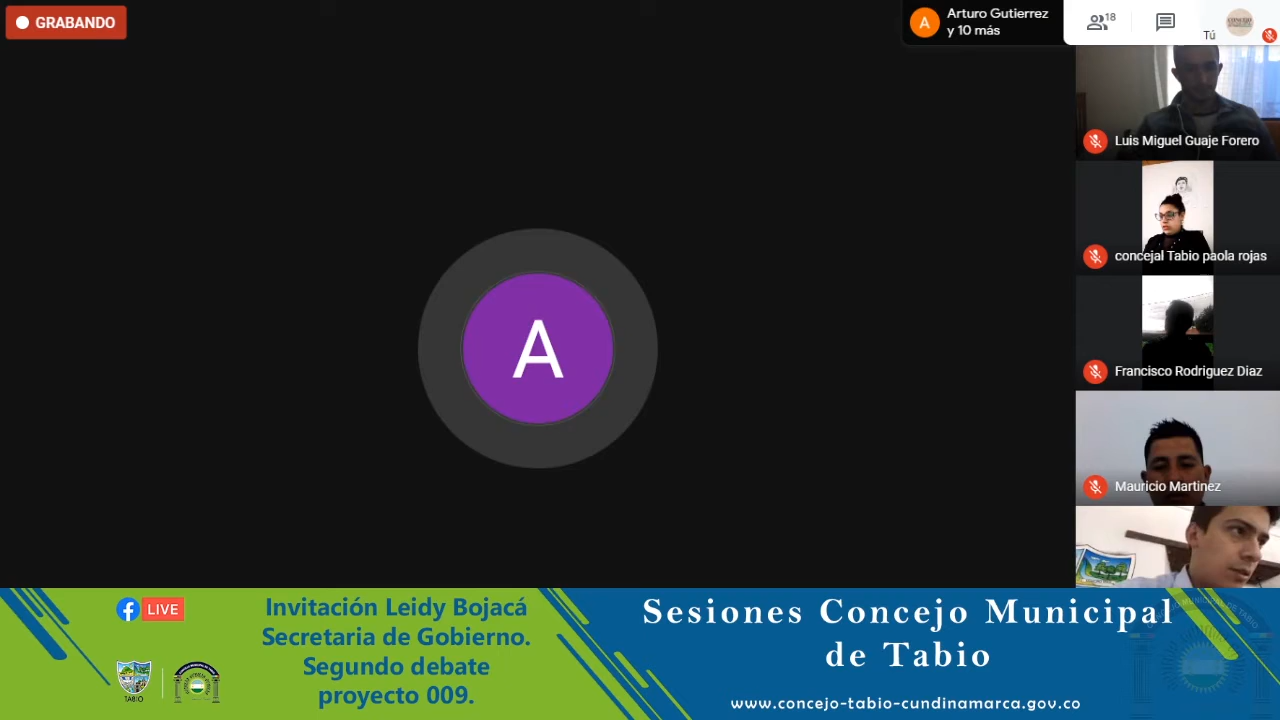 GRABANDO
A
Arturo Gutierrez
y 10 más
18
Tú
CONCEJO
Luis Miguel Guaje Forero
concejal Tabio paola rojas
Francisco Rodriguez Diaz
Mauricio Martinez
A
LIVE
TABIO
Invitación Leidy Bojacá
Secretaria de Gobierno.
Segundo debate
proyecto 009.
Sesiones Concejo Municipal
de Tabio
www.concejo-tabio-cundinamarca.gov.co